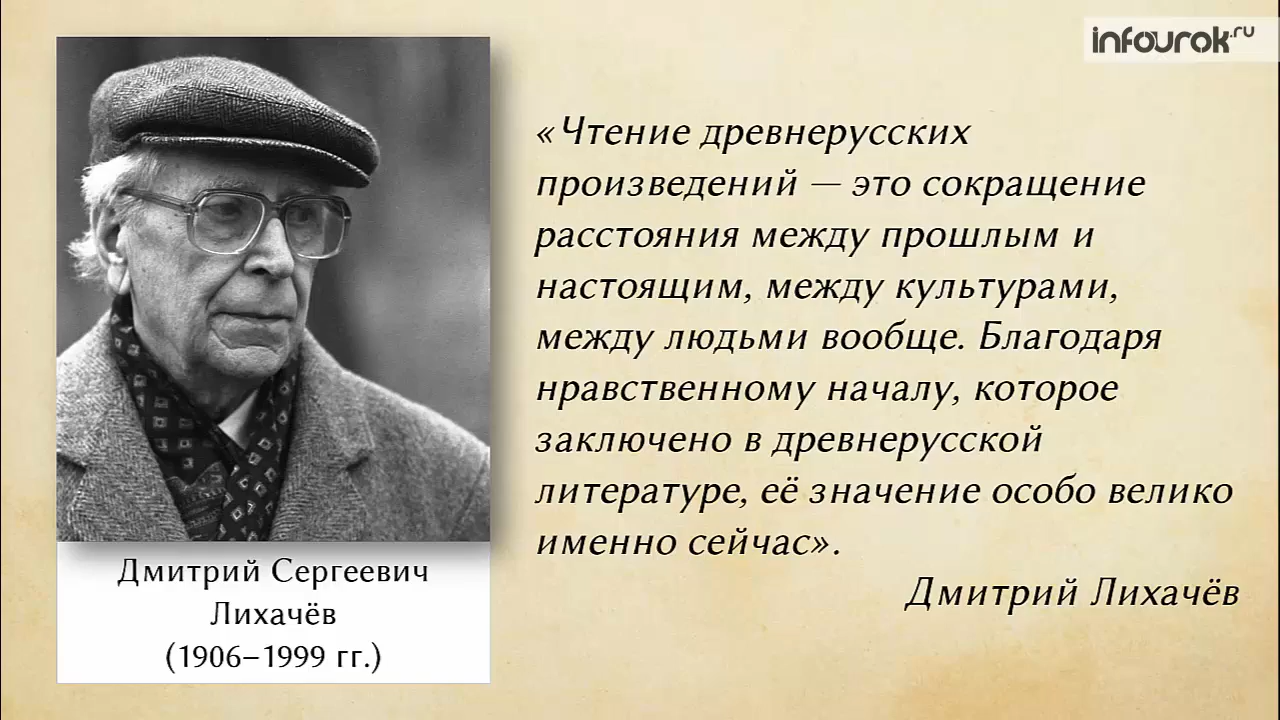 infourok.ru
«Чтение древнерусских
произведений — это сокращение
расстояния между прошлым и
настоящим, между культурами,
между людьми вообще. Благодаря
нравственному началу, которое
заключено в древнерусской
литературе, её значение особо велико
именно сейчас».
Дмитрий Лихачёв
Дмитрий Сергеевич
Лихачёв
(1906–1999 гг.)